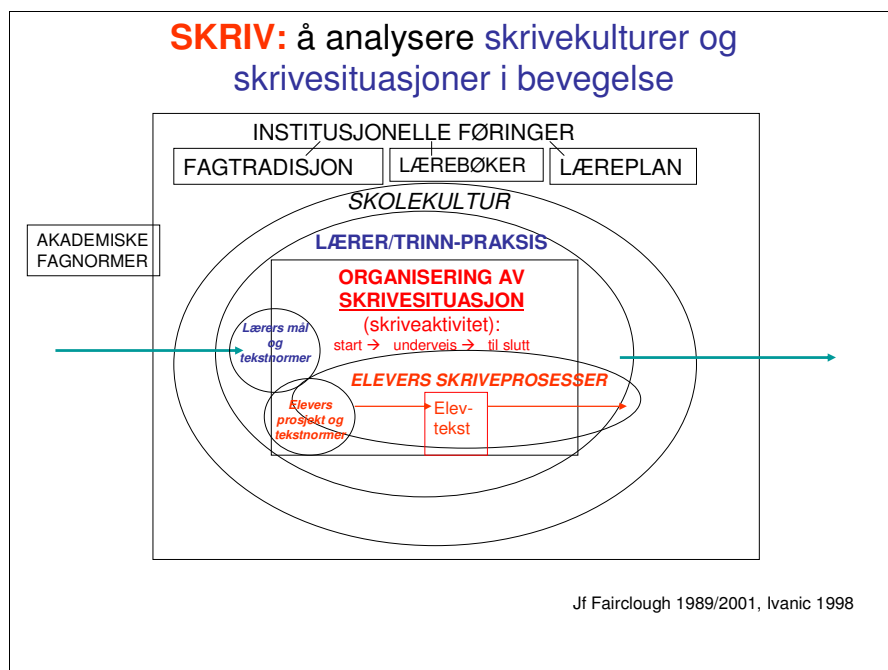 SKRIV: å analysere skrivekulturer og
skrivesituasjoner i bevegelse
INSTITUSJONELLE FØRINGER
FAGTRADISJON
LÆREBØKER
LÆREPLAN
SKOLEKULTUR
AKADEMISKE
FAGNORMER
LÆRER/TRINN-PRAKSIS
ORGANISERING AV
SKRIVESITUASJON
(skriveaktivitet):
start → underveis → til slutt
Lærers mål
og
tekstnormer
ELEVERS SKRIVEPROSESSER
Elevers
prosjekt og
tekstnormer
Elev-
tekst
Jf Fairclough 1989/2001, Ivanic 1998